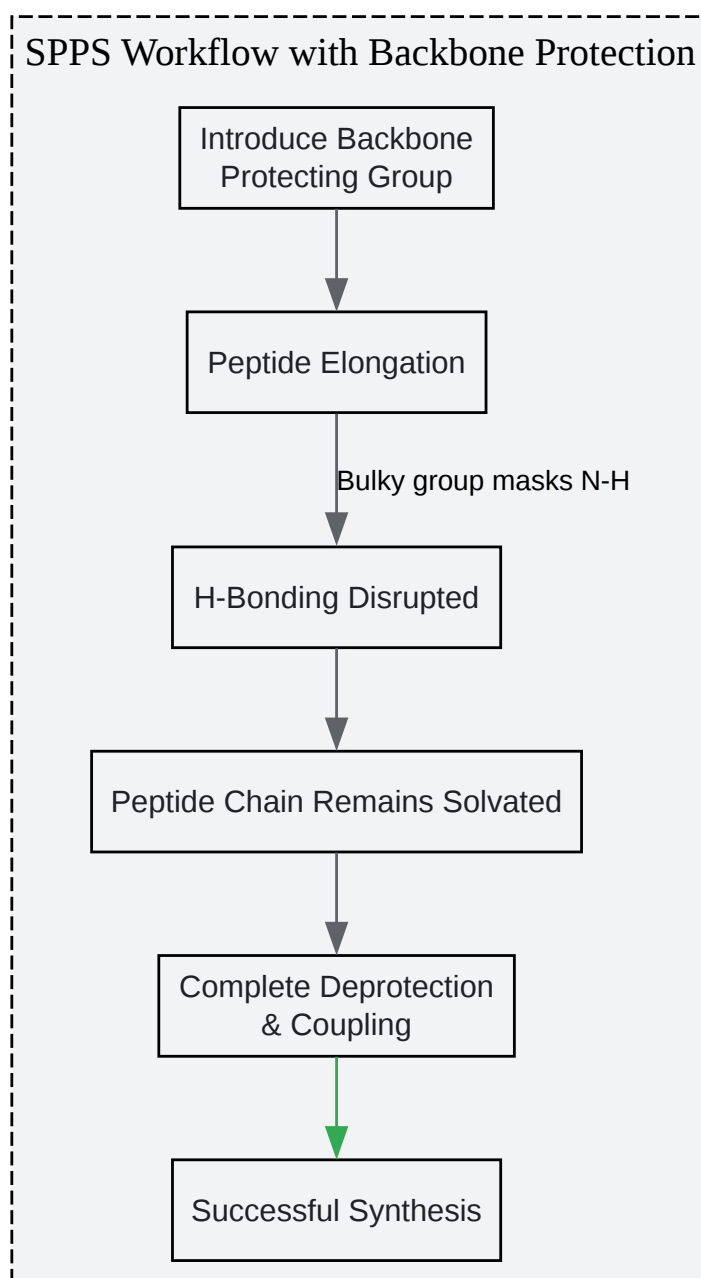 SPPS Workflow with Backbone Protection
Introduce Backbone
Protecting Group
Peptide Elongation
Bulky group masks N-H
H-Bonding Disrupted
Peptide Chain Remains Solvated
Complete Deprotection
& Coupling
Successful Synthesis